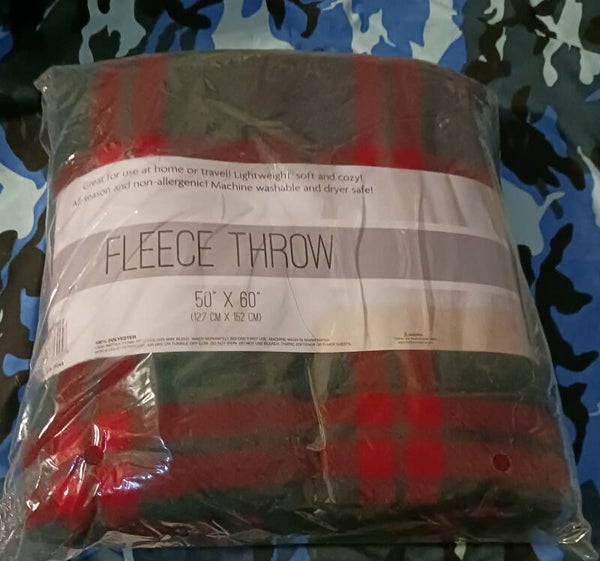 Great for use at home or travel! Lightweight, soft and cozy!
All-season and non-allergenic! Machine washable and dryer safe!
FLEECE THROW
50" X 60"
(127 CM X 152 CM)
100% POLYESTER